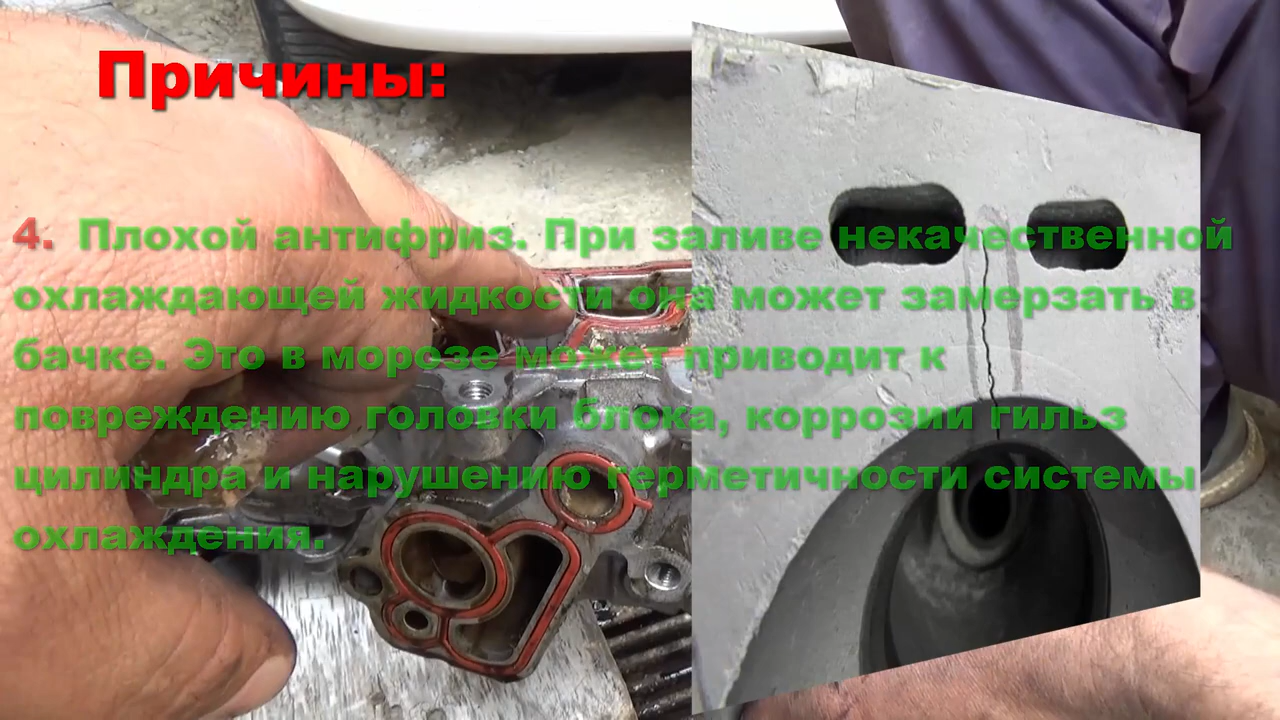 Причины:
4. Плохой антифриз. При заливе некачественной
охлаждающей жидкости она может замерзать в
бачке. Это в морозе может приводит к
повреждению головки блока, коррозии гильз
цилиндра и нарушению герметичности системы
охлаждения.